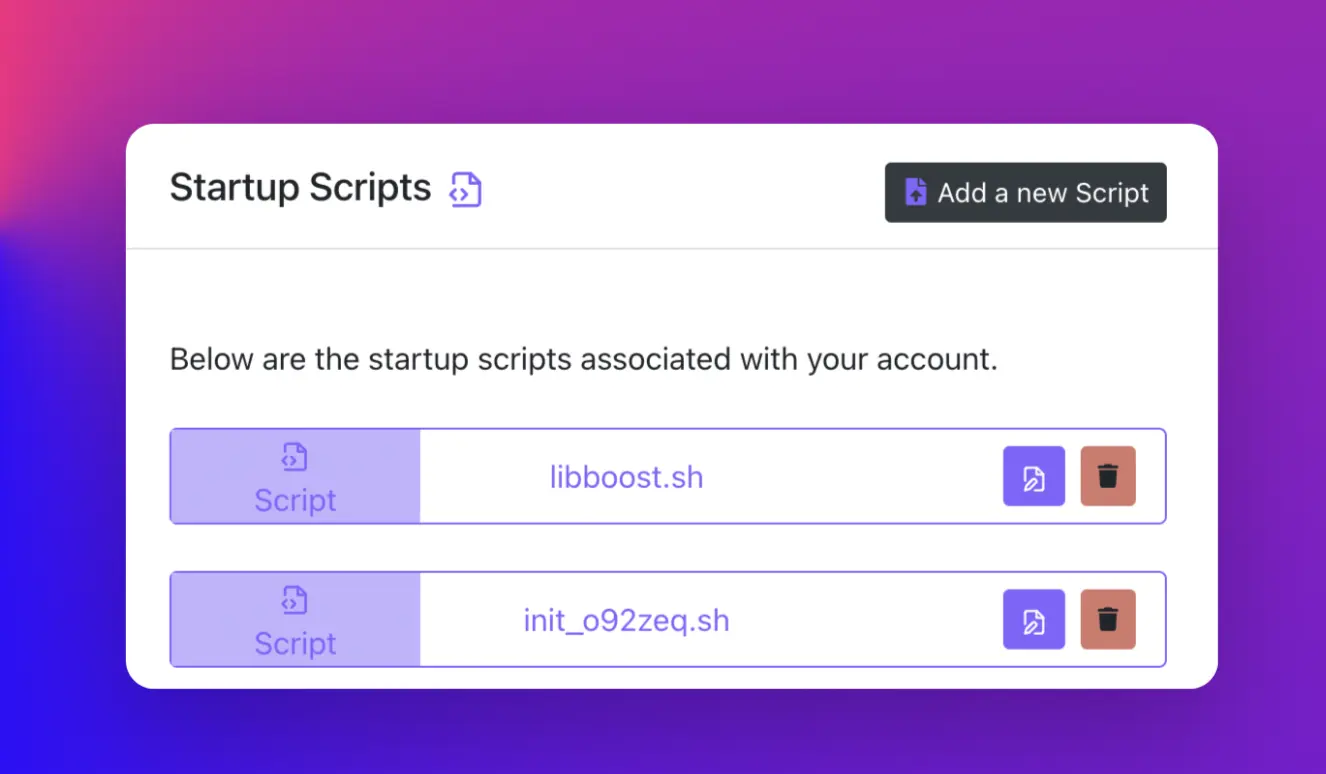 Startup Scripts
Add a new Script
Below are the startup scripts associated with your account.
Script
libboost.sh
Script
init_o92zeq.sh